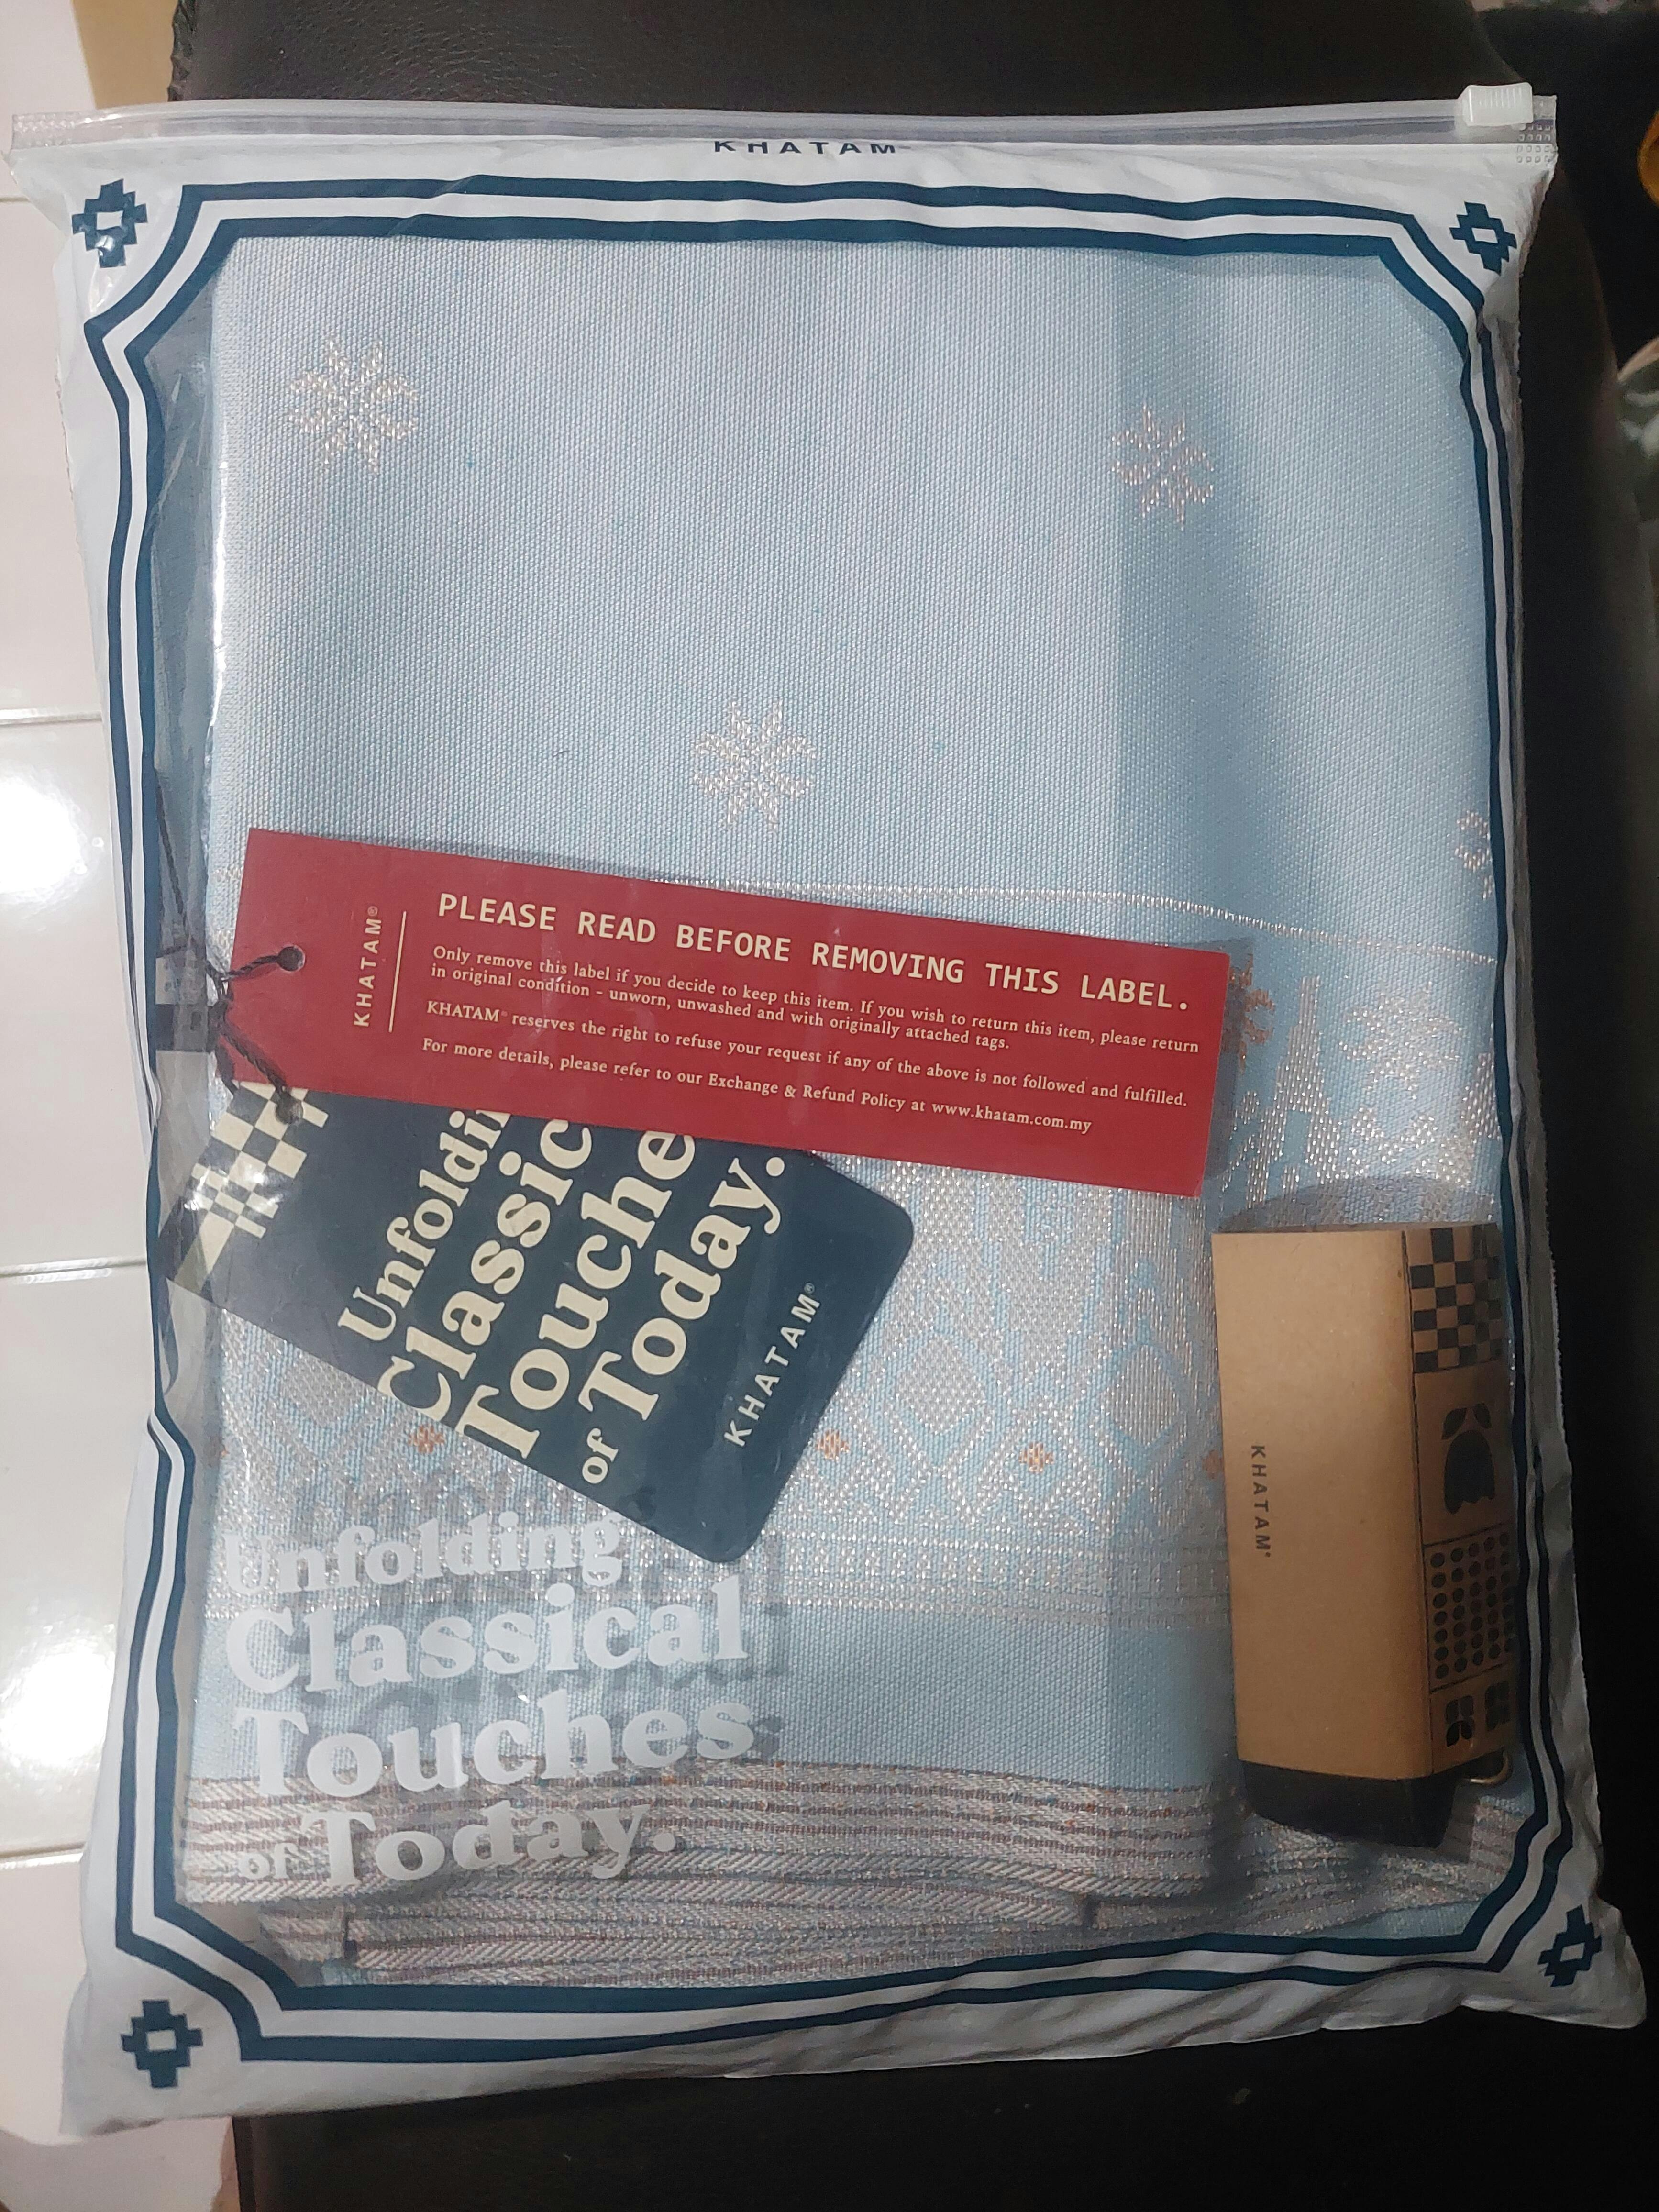 KHATAM
KHATAM®
PLEASE READ BEFORE REMOVING THIS LABEL.
Only remove this label if you decide to keep this item. If you wish to return this item, please return
in original condition - unworn, unwashed and with originally attached tags.
KHATAM® reserves the right to refuse your request if any of the above is not followed and fulfilled.
For more details, please refer to our Exchange & Refund Policy at www.khatam.com.my
Unfoldin
Classic
Touche
of Today.
KHATAM®
KHATAM®
Unfolding
Classical
Touches
of Today.